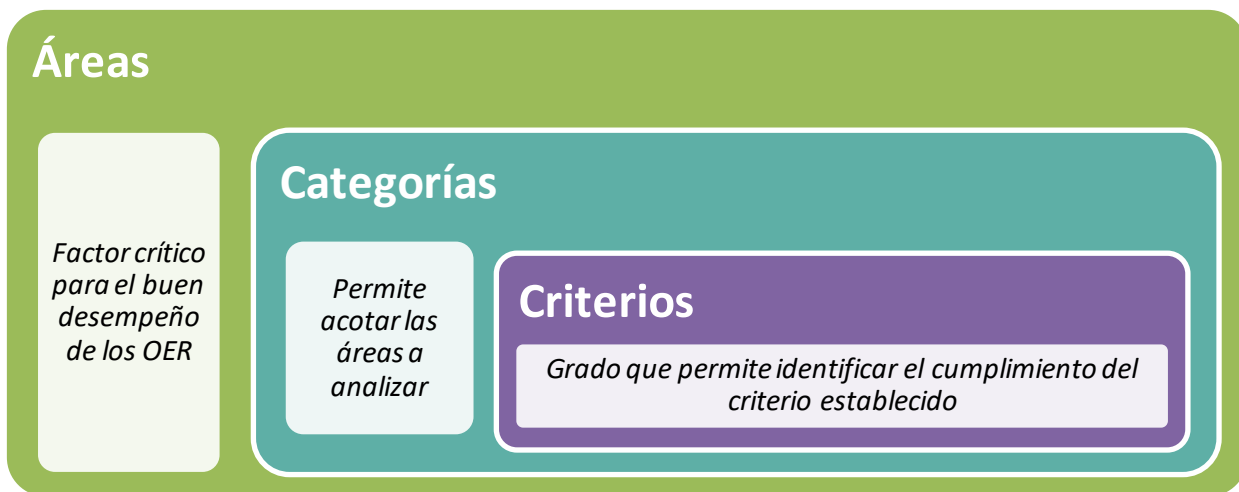 Áreas
Factor crítico
para el buen
desempeño
de los OER
Categorías
Permite
acotar las
áreas a
analizar
Criterios
Grado que permite identificar el cumplimiento del
criterio establecido